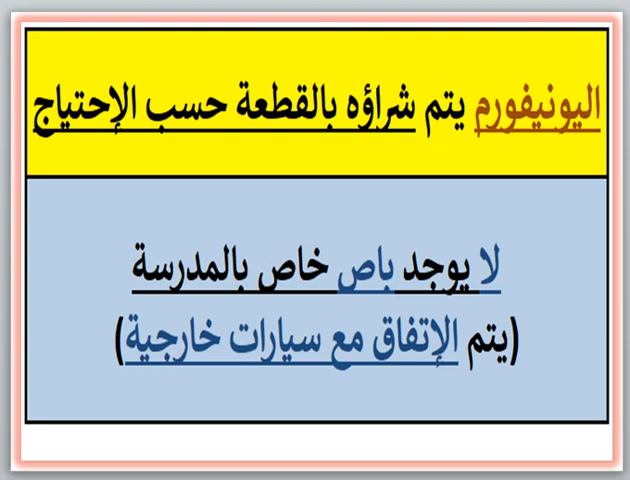 اليونيفورم يتم شراؤه بالقطعة حسب الإحتياج
لا يوجد باص خاص بالمدرسة
(يتم الإتفاق مع سيارات خارجية)